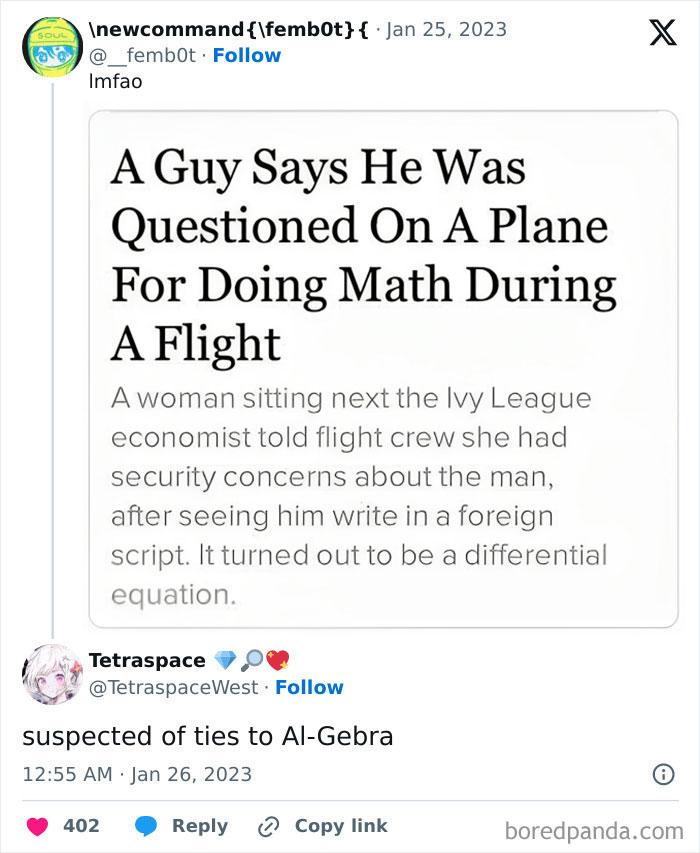 SOUL
\newcommand{\femb0t}{ · Jan 25, 2023
@__femb0t · Follow
lmfao
A Guy Says He Was
Questioned On A Plane
For Doing Math During
A Flight
A woman sitting next the Ivy League
economist told flight crew she had
security concerns about the man,
after seeing him write in a foreign
script. It turned out to be a differential
equation.
Tetraspace 💎🔎💖
@TetraspaceWest · Follow
suspected of ties to Al-Gebra
12:55 AM · Jan 26, 2023
402 Reply Copy link
boredpanda.com